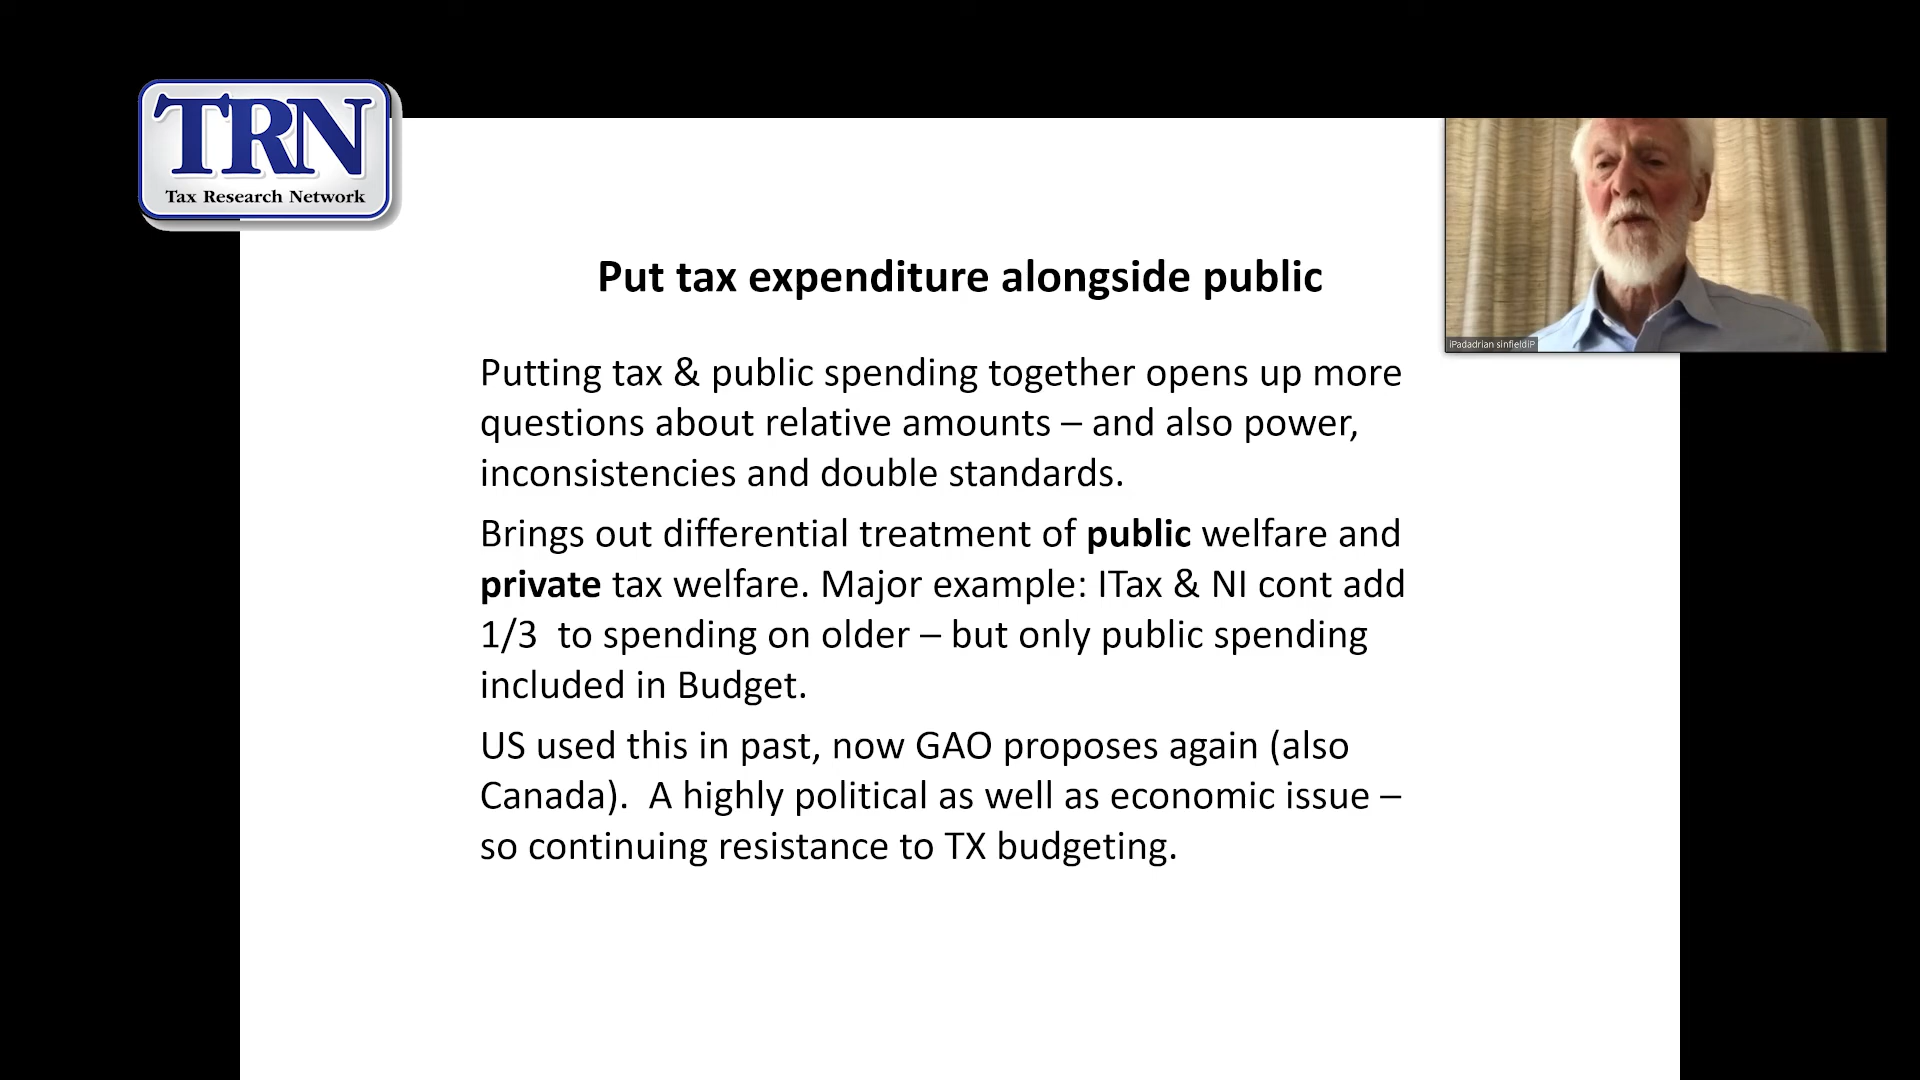 TRN
Tax Research Network
Put tax expenditure alongside public
iPadadrian sinfieldiP
Putting tax & public spending together opens up more
questions about relative amounts – and also power,
inconsistencies and double standards.
Brings out differential treatment of public welfare and
private tax welfare. Major example: ITax & NI cont add
1/3  to spending on older – but only public spending
included in Budget.
US used this in past, now GAO proposes again (also
Canada).  A highly political as well as economic issue –
so continuing resistance to TX budgeting.